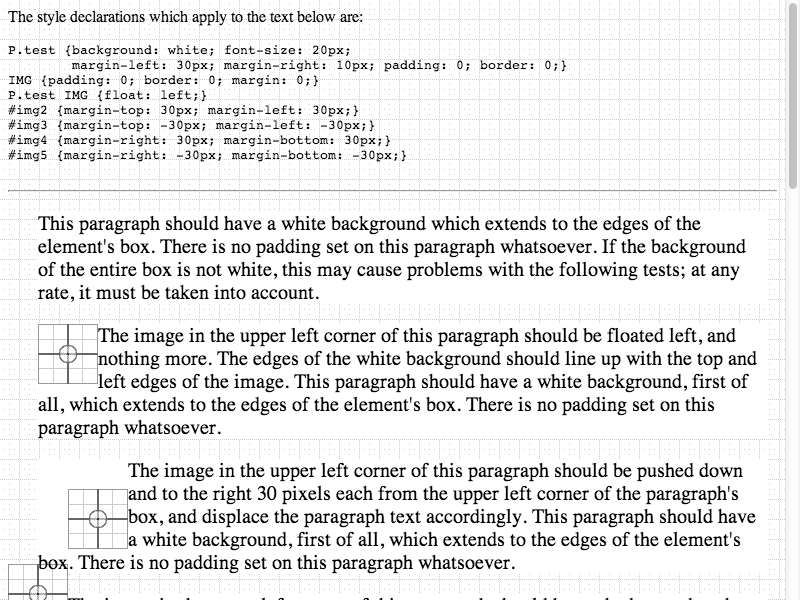 The style declarations which apply to the text below are:
P.test {background: white; font-size: 20px;
margin-left: 30px; margin-right: 10px; padding: 0; border: 0;}
IMG {padding: 0; border: 0; margin: 0;}
P.test IMG {float: left;}
#img2 {margin-top: 30px; margin-left: 30px;}
#img3 {margin-top: -30px; margin-left: -30px;}
#img4 {margin-right: 30px; margin-bottom: 30px;}
#img5 {margin-right: -30px; margin-bottom: -30px;}
This paragraph should have a white background which extends to the edges of the
element's box. There is no padding set on this paragraph whatsoever. If the background
of the entire box is not white, this may cause problems with the following tests; at any
rate, it must be taken into account.
The image in the upper left corner of this paragraph should be floated left, and
nothing more. The edges of the white background should line up with the top and
left edges of the image. This paragraph should have a white background, first of
all, which extends to the edges of the element's box. There is no padding set on this
paragraph whatsoever.
The image in the upper left corner of this paragraph should be pushed down
and to the right 30 pixels each from the upper left corner of the paragraph's
box, and displace the paragraph text accordingly. This paragraph should have
a white background, first of all, which extends to the edges of the element's
box. There is no padding set on this paragraph whatsoever.